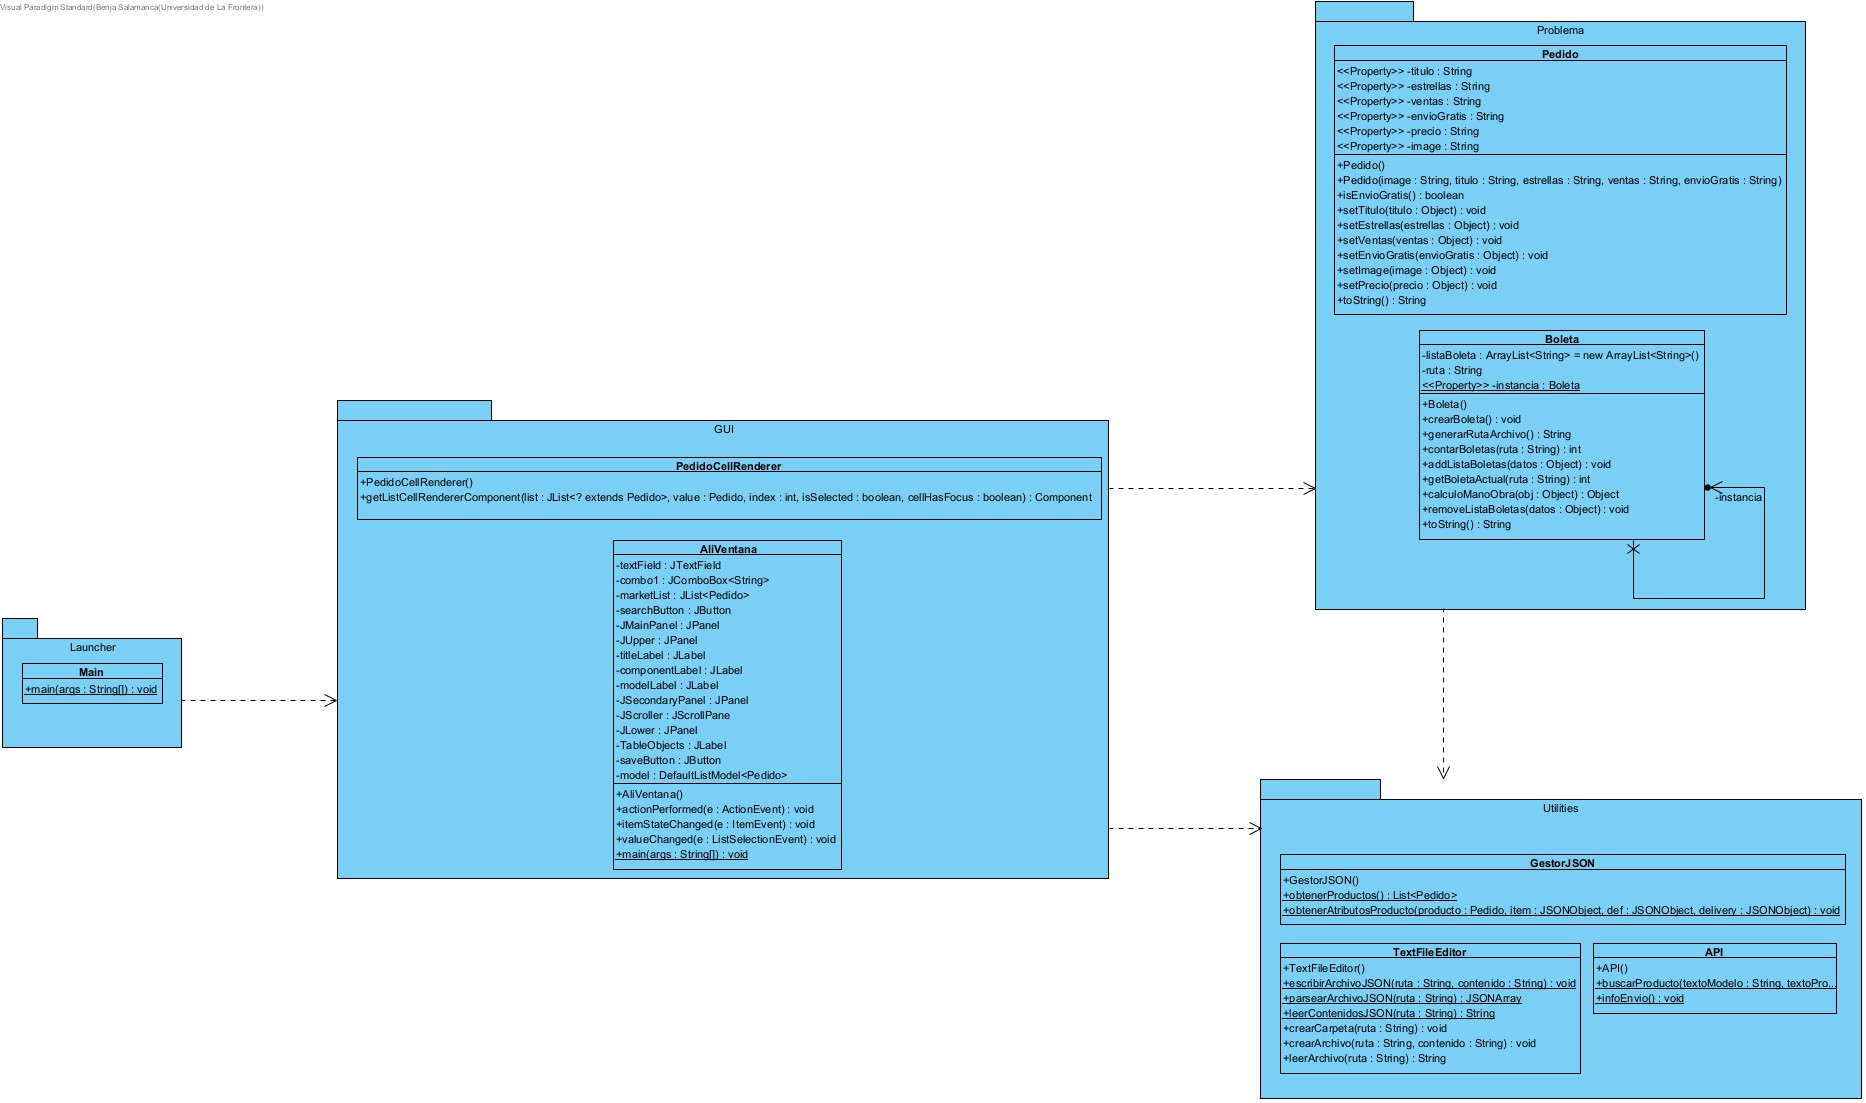 Visual Paradigm Standard(Benja Salamanca(Universidad de La Frontera))
Problema
Pedido
<<Property>> -titulo : String
<<Property>> -estrellas : String
<<Property>> -ventas : String
<<Property>> -envioGratis : String
<<Property>> -precio : String
<<Property>> -image : String
+Pedido()
+Pedido(image : String, titulo : String, estrellas : String, ventas : String, envioGratis : String)
+isEnvioGratis() : boolean
+setTitulo(titulo : Object) : void
+setEstrellas(estrellas : Object) : void
+setVentas(ventas : Object) : void
+setEnvioGratis(envioGratis : Object) : void
+setImage(image : Object) : void
+setPrecio(precio : Object) : void
+toString() : String
Boleta
-listaBoleta : ArrayList<String> = new ArrayList<String>()
-ruta : String
<<Property>> -instancia : Boleta
+Boleta()
+crearBoleta() : void
+generarRutaArchivo() : String
+contarBoletas(ruta : String) : int
+addListaBoletas(datos : Object) : void
+getBoletaActual(ruta : String) : int
+calculoManoObra(obj : Object) : Object
+removeListaBoletas(datos : Object) : void
+toString() : String
-instancia
GUI
PedidoCellRenderer
+PedidoCellRenderer()
+getListCellRendererComponent(list : JList<? extends Pedido>, value : Pedido, index : int, isSelected : boolean, cellHasFocus : boolean) : Component
AliVentana
-textField : JTextField
-combo1 : JComboBox<String>
-marketList : JList<Pedido>
-searchButton : JButton
-JMainPanel : JPanel
-JUpper : JPanel
-titleLabel : JLabel
-componentLabel : JLabel
-modelLabel : JLabel
-JSecondaryPanel : JPanel
-JScroller : JScrollPane
-JLower : JPanel
-TableObjects : JLabel
-saveButton : JButton
-model : DefaultListModel<Pedido>
+AliVentana()
+actionPerformed(e : ActionEvent) : void
+itemStateChanged(e : ItemEvent) : void
+valueChanged(e : ListSelectionEvent) : void
+main(args : String[]) : void
Launcher
Main
+main(args : String[]) : void
Utilities
GestorJSON
+GestorJSON()
+obtenerProductos() : List<Pedido>
+obtenerAtributosProducto(producto : Pedido, item : JSONObject, def : JSONObject, delivery : JSONObject) : void
TextFileEditor
+TextFileEditor()
+escribirArchivoJSON(ruta : String, contenido : String) : void
+parsearArchivoJSON(ruta : String) : JSONArray
+leerContenidosJSON(ruta : String) : String
+crearCarpeta(ruta : String) : void
+crearArchivo(ruta : String, contenido : String) : void
+leerArchivo(ruta : String) : String
API
+API()
+buscarProducto(textoModelo : String, textoPro...
+infoEnvio() : void